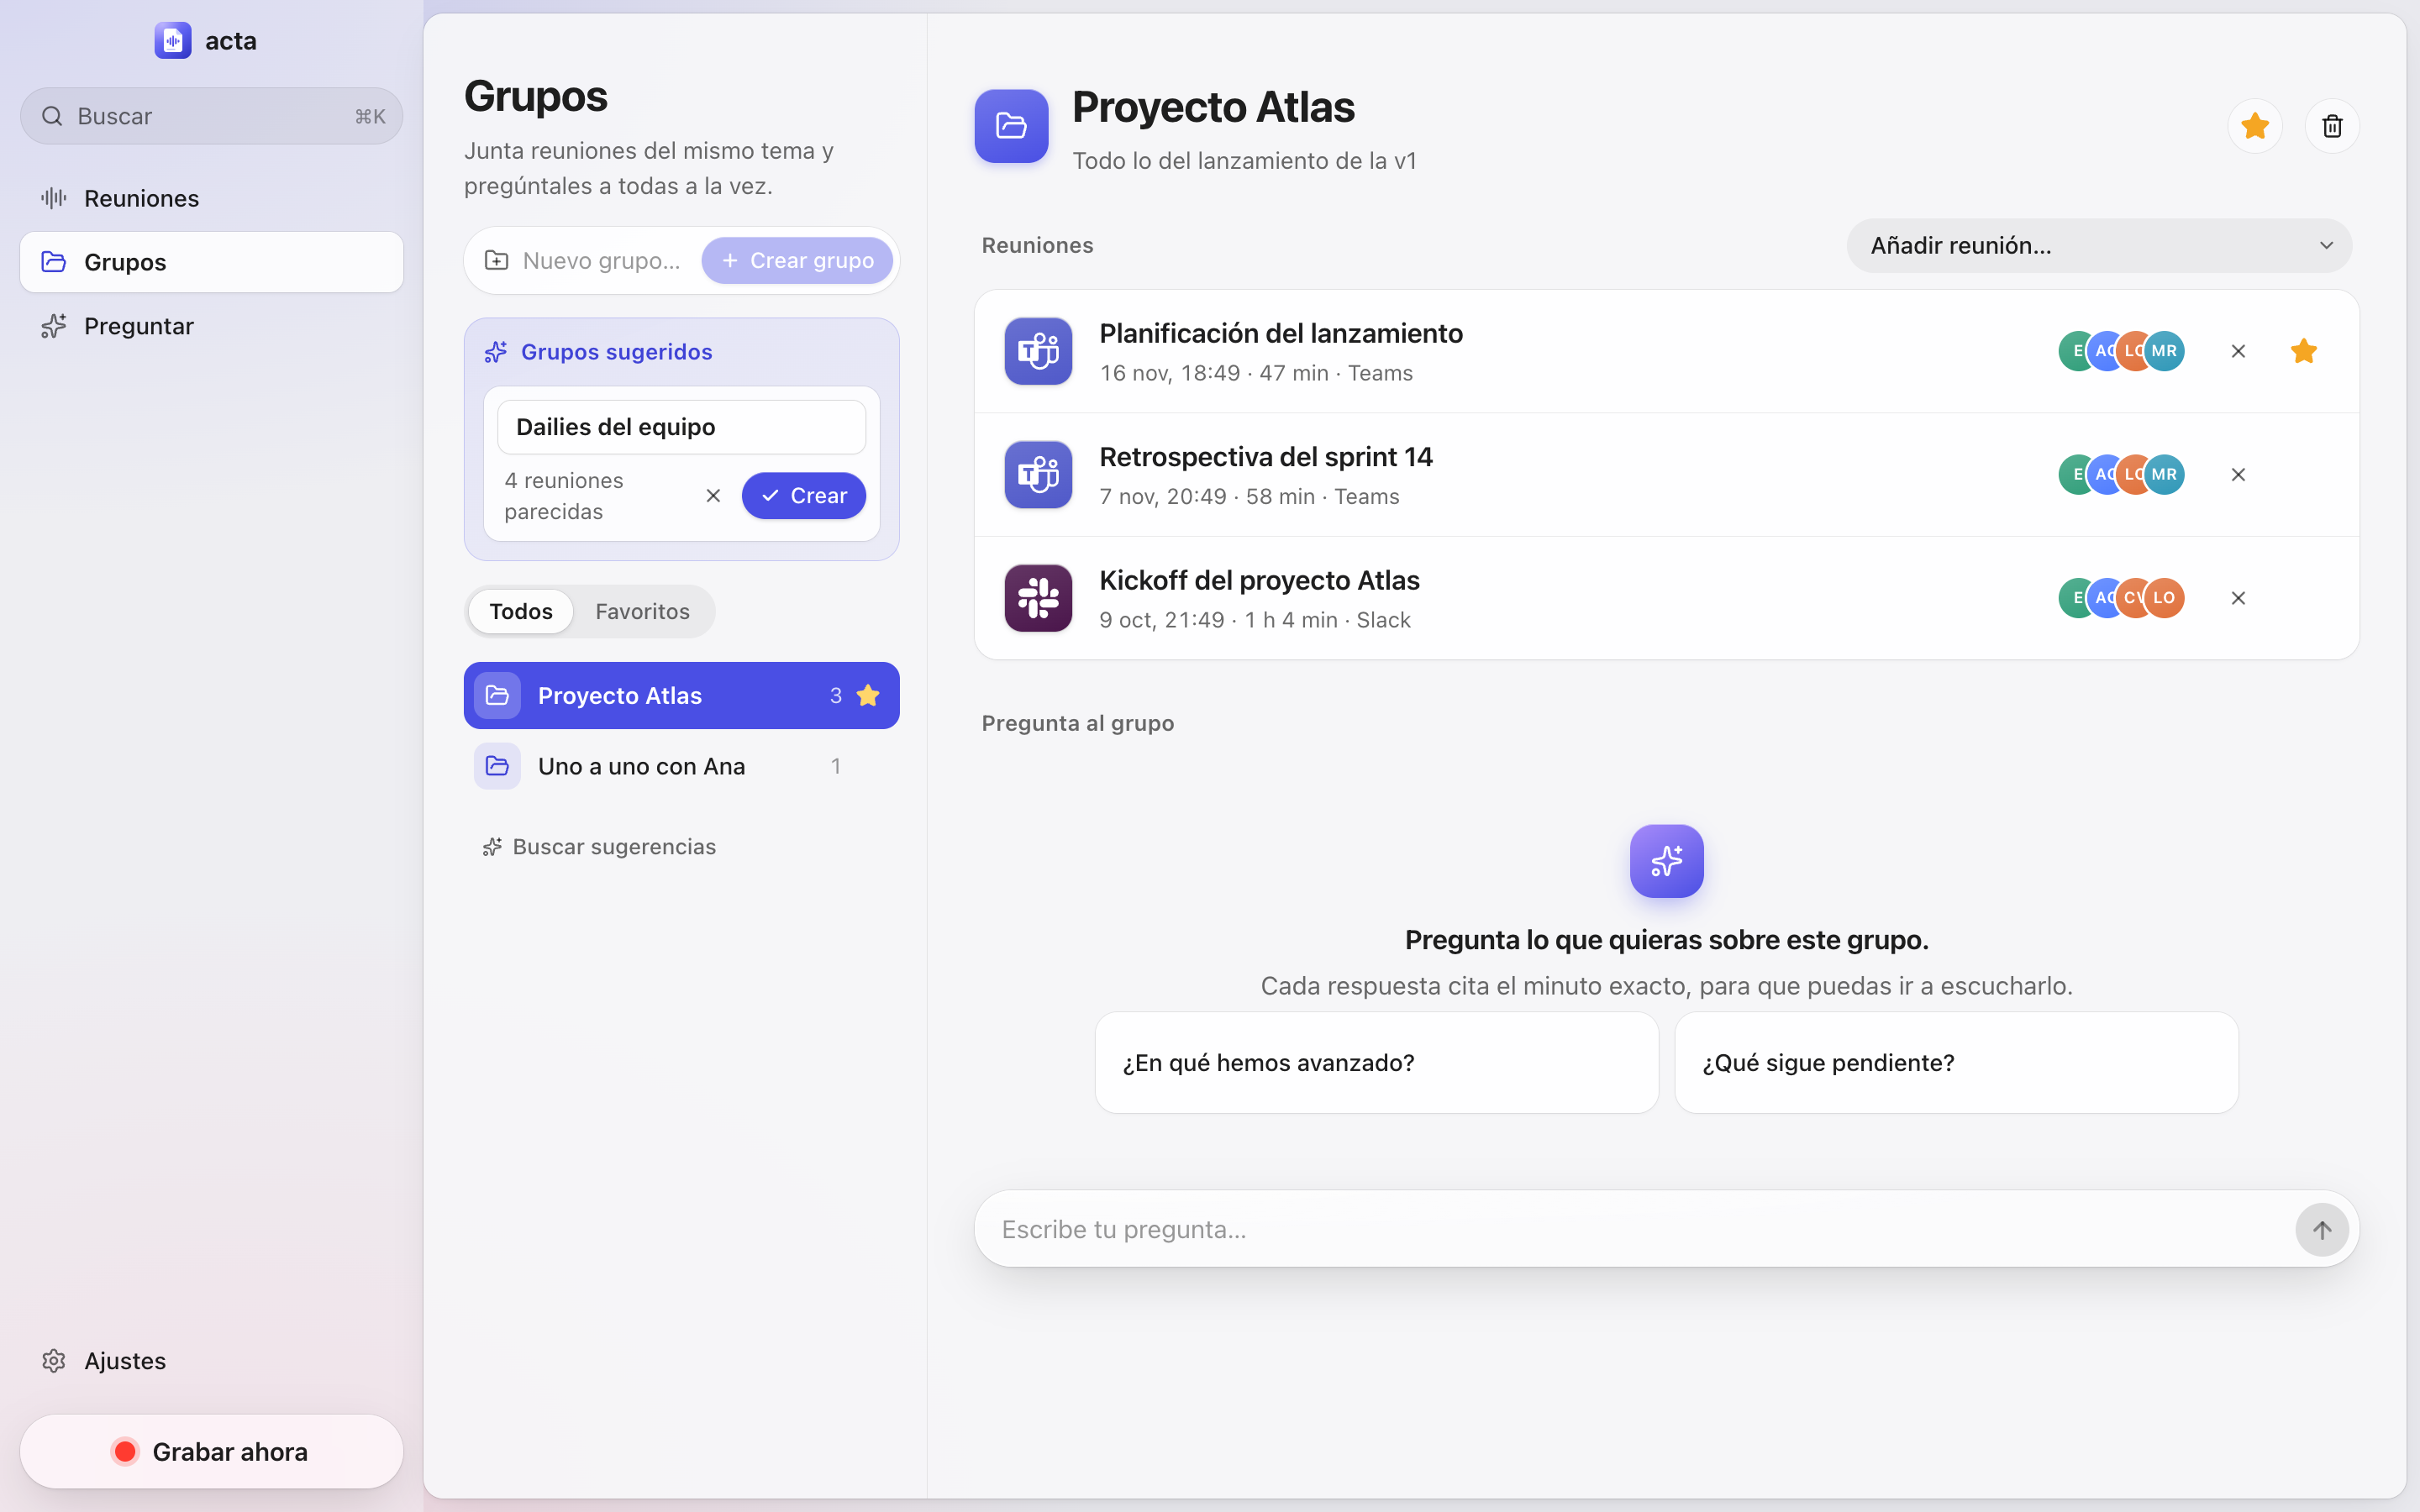 acta
Buscar ⌘K
Reuniones
Grupos
Preguntar
Ajustes
Grabar ahora
Grupos
Junta reuniones del mismo tema y
pregúntales a todas a la vez.
Nuevo grupo... + Crear grupo
Grupos sugeridos
Dailies del equipo
4 reuniones
parecidas
Crear
Todos Favoritos
Proyecto Atlas 3
Uno a uno con Ana 1
Buscar sugerencias
Proyecto Atlas
Todo lo del lanzamiento de la v1
Reuniones Añadir reunión...
Planificación del lanzamiento
16 nov, 18:49 · 47 min · Teams
MR
Retrospectiva del sprint 14
7 nov, 20:49 · 58 min · Teams
MR
Kickoff del proyecto Atlas
9 oct, 21:49 · 1 h 4 min · Slack
LO
Pregunta al grupo
Pregunta lo que quieras sobre este grupo.
Cada respuesta cita el minuto exacto, para que puedas ir a escucharlo.
¿En qué hemos avanzado?
¿Qué sigue pendiente?
Escribe tu pregunta...